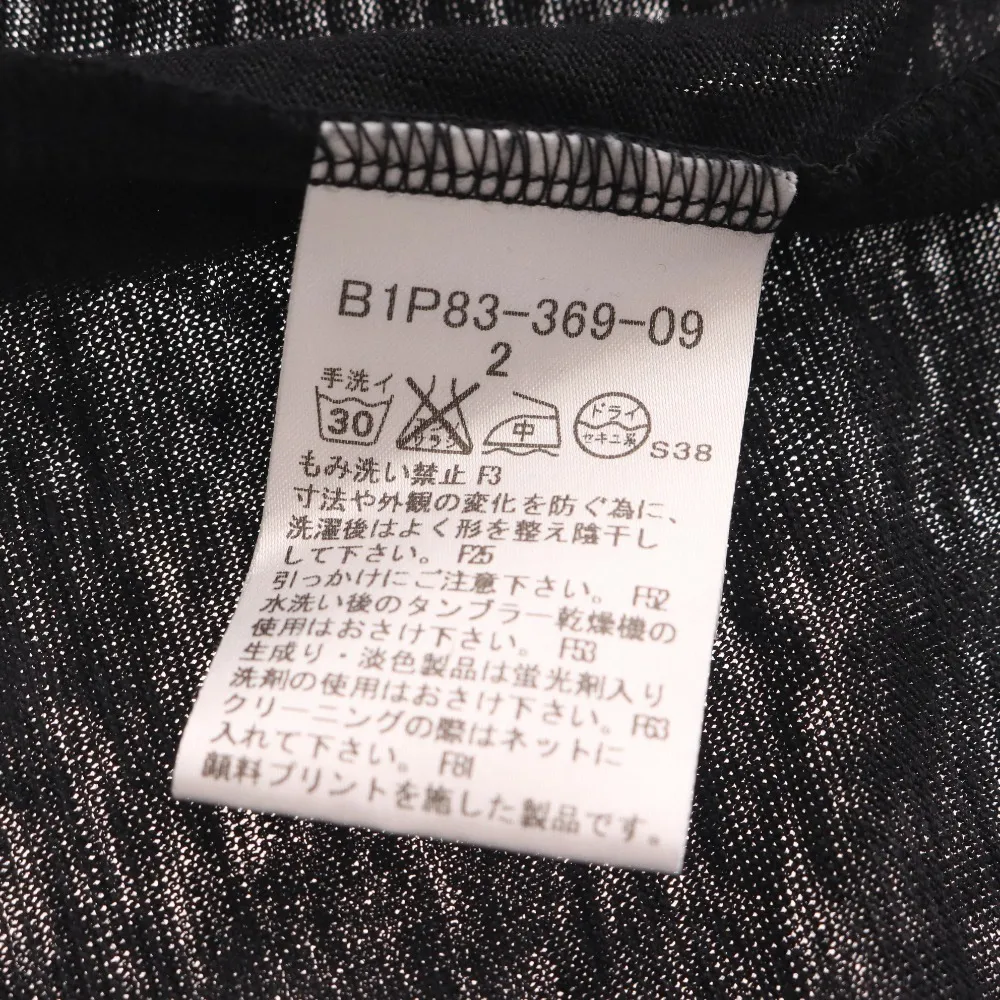 B1P83-369-09
2
手洗イ
30
サラシ
中
ドライ
セキユ系
S38
もみ洗い禁止 F3
寸法や外観の変化を防ぐ為に、
洗濯後はよく形を整え陰干し
して下さい。 F25
引っかけにご注意下さい。 F52
水洗い後のタンブラー乾燥機の
使用はおさけ下さい。 F53
生成り・淡色製品は蛍光剤入り
洗剤の使用はおさけ下さい。 F63
クリーニングの際はネットに
入れて下さい。 F81
顔料プリントを施した製品です。